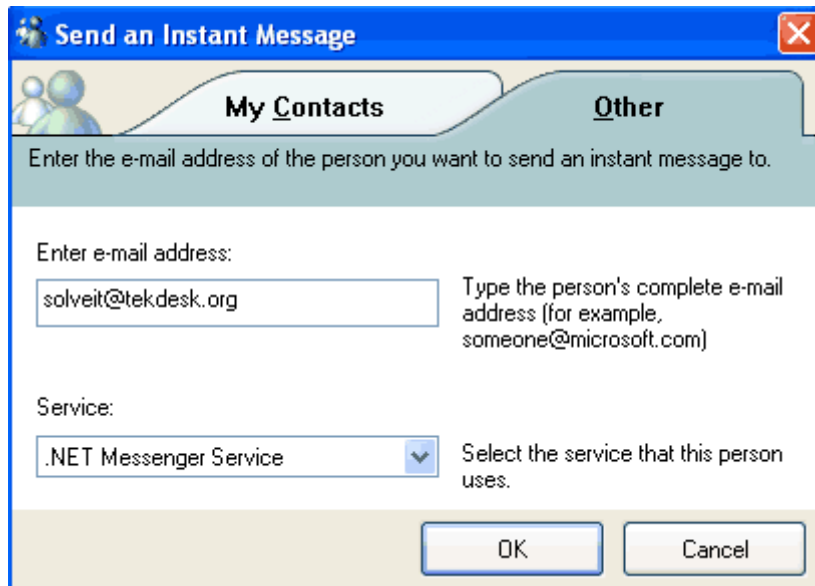 Send an Instant Message
My Contacts
Other
Enter the e-mail address of the person you want to send an instant message to.
Enter e-mail address:
solveit@tekdesk.org
Type the person's complete e-mail
address (for example,
someone@microsoft.com)
Service:
.NET Messenger Service
Select the service that this person
uses.
OK
Cancel